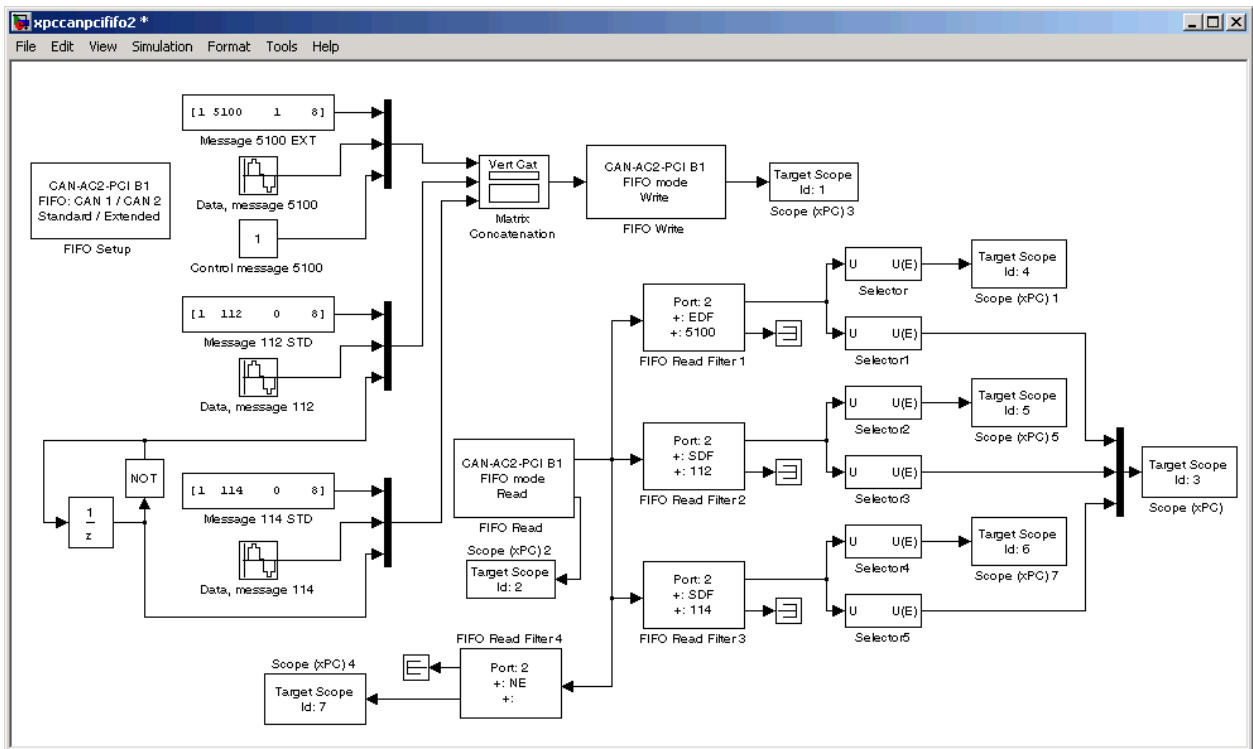 xpccanpcififo2 *
File Edit View Simulation Format Tools Help
[1 5100 1 8]
Message 5100 EXT
Data, message 5100
1
Control message 5100
CAN-AC2-PCI B1
FIFO: CAN 1 / CAN 2
Standard / Extended
FIFO Setup
Vert Cat
Matrix
Concatenation
CAN-AC2-PCI B1
FIFO mode
Write
FIFO Write
Target Scope
Id: 1
Scope (xPC) 3
[1 112 0 8]
Message 112 STD
Data, message 112
NOT
1
z
[1 114 0 8]
Message 114 STD
Data, message 114
CAN-AC2-PCI B1
FIFO mode
Read
FIFO Read
Scope (xPC) 2
Target Scope
Id: 2
Port: 2
+: EDF
+: 5100
FIFO Read Filter 1
U U(E)
Selector
Target Scope
Id: 4
Scope (xPC) 1
U U(E)
Selector1
Port: 2
+: SDF
+: 112
FIFO Read Filter 2
U U(E)
Selector2
Target Scope
Id: 5
Scope (xPC) 5
U U(E)
Selector3
Target Scope
Id: 3
Scope (xPC)
Port: 2
+: SDF
+: 114
FIFO Read Filter 3
U U(E)
Selector4
Target Scope
Id: 6
Scope (xPC) 7
U U(E)
Selector5
FIFO Read Filter 4
Port: 2
+: NE
+:
Scope (xPC) 4
Target Scope
Id: 7